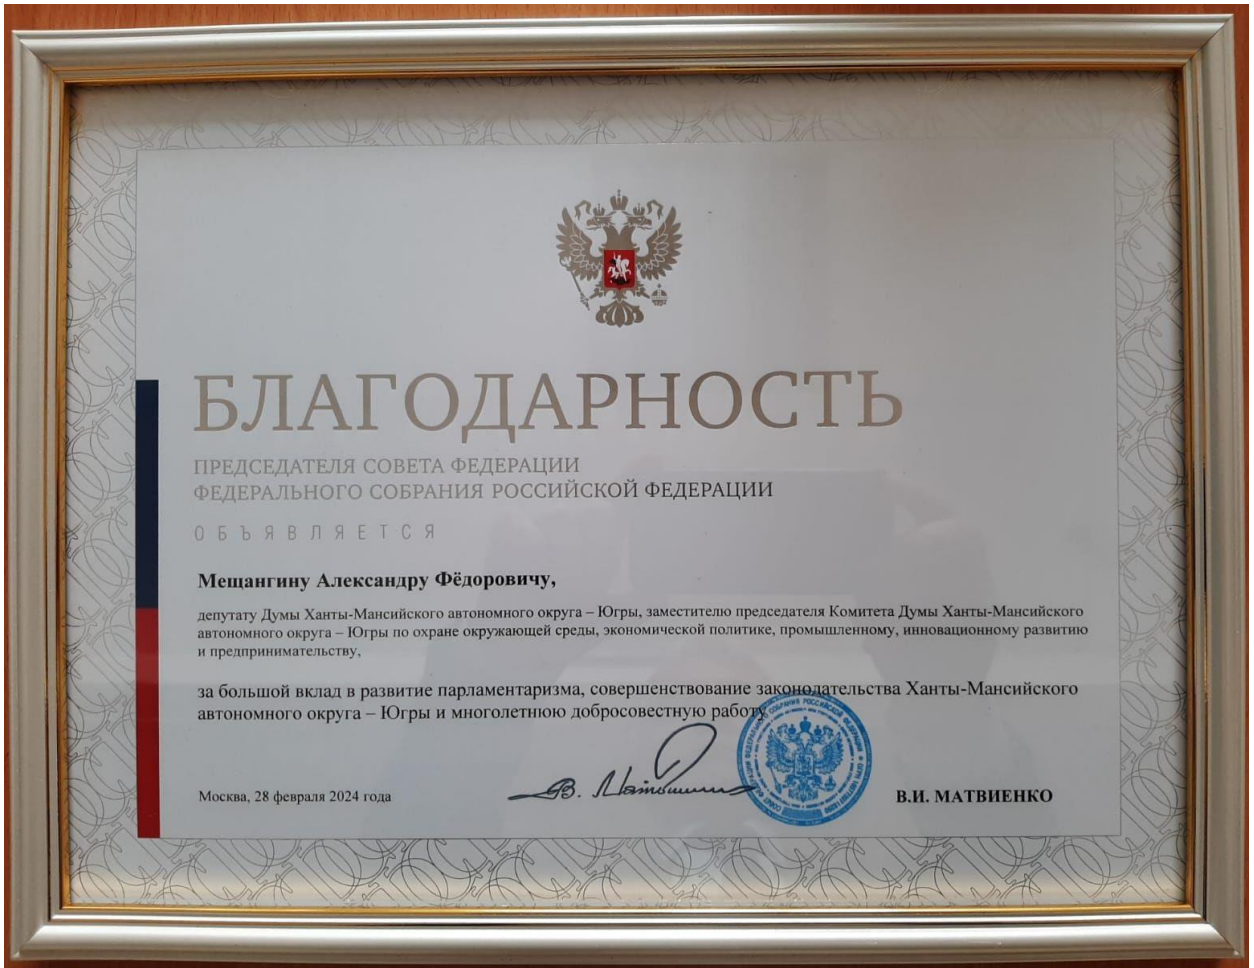 БЛАГОДАРНОСТЬ
ПРЕДСЕДАТЕЛЯ СОВЕТА ФЕДЕРАЦИИ
ФЕДЕРАЛЬНОГО СОБРАНИЯ РОССИЙСКОЙ ФЕДЕРАЦИИ
ОБЪЯВЛЯЕТСЯ
Мещангину Александру Фёдоровичу,
депутату Думы Ханты-Мансийского автономного округа – Югры, заместителю председателя Комитета Думы Ханты-Мансийского
автономного округа – Югры по охране окружающей среды, экономической политике, промышленному, инновационному развитию
и предпринимательству,
за большой вклад в развитие парламентаризма, совершенствование законодательства Ханты-Мансийского
автономного округа – Югры и многолетнюю добросовестную работу
Москва, 28 февраля 2024 года
В.И. МАТВИЕНКО